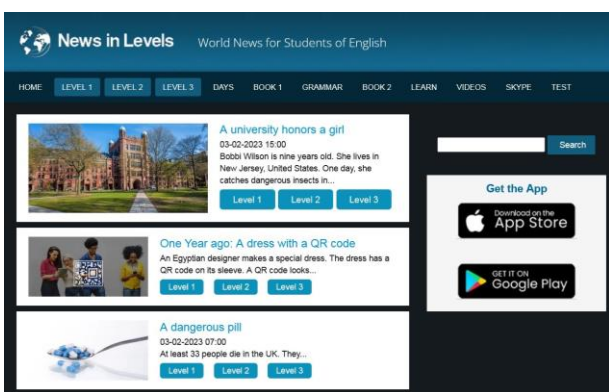 News in Levels World News for Students of English
HOME LEVEL 1 LEVEL 2 LEVEL 3 DAYS BOOK 1 GRAMMAR BOOK 2 LEARN VIDEOS SKYPE TEST
A university honors a girl
03-02-2023 15:00
Bobbi Wilson is nine years old. She lives in
New Jersey, United States. One day, she
catches dangerous insects in...
Level 1 Level 2 Level 3
One Year ago: A dress with a QR code
An Egyptian designer makes a special dress. The dress has a
QR code on its sleeve. A QR code looks...
Level 1 Level 2 Level 3
A dangerous pill
03-02-2023 07:00
At least 33 people die in the UK. They...
Level 1 Level 2 Level 3
Search
Get the App
Download on the
App Store
GET IT ON
Google Play